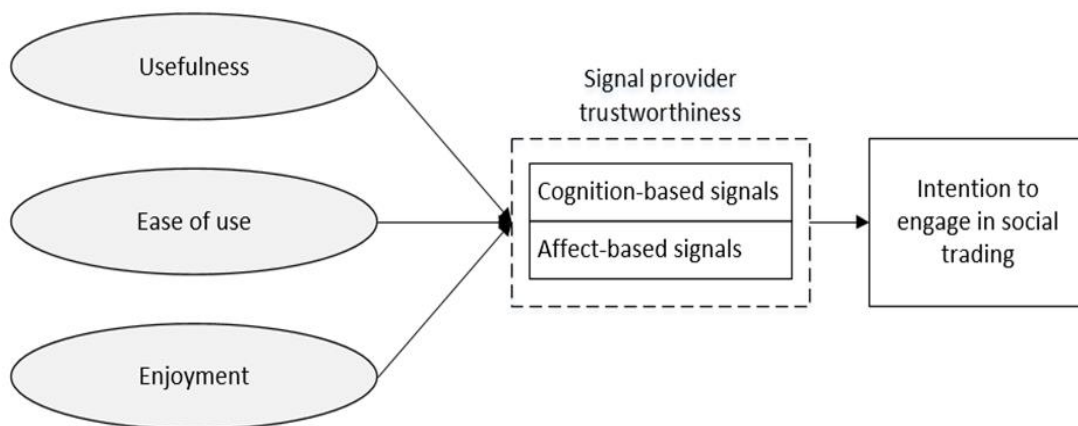 Usefulness
Ease of use
Enjoyment
Signal provider
trustworthiness
Cognition-based signals
Affect-based signals
Intention to
engage in social
trading